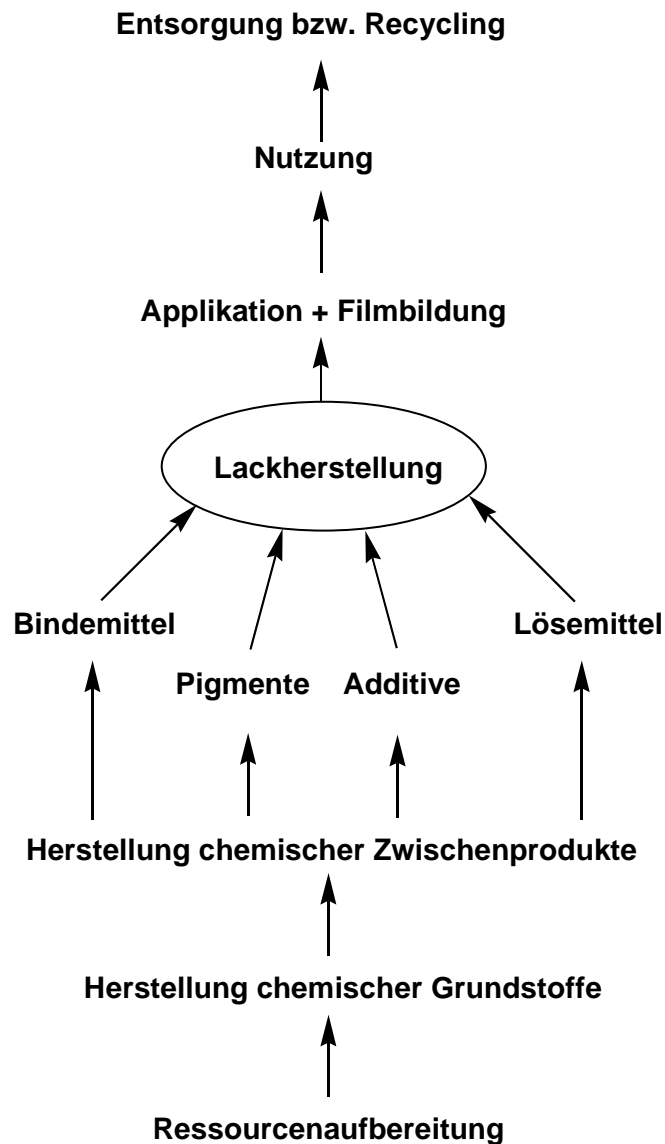 Entsorgung bzw. Recycling
Nutzung
Applikation + Filmbildung
Lackherstellung
Bindemittel
Lösemittel
Pigmente
Additive
Herstellung chemischer Zwischenprodukte
Herstellung chemischer Grundstoffe
Ressourcenaufbereitung